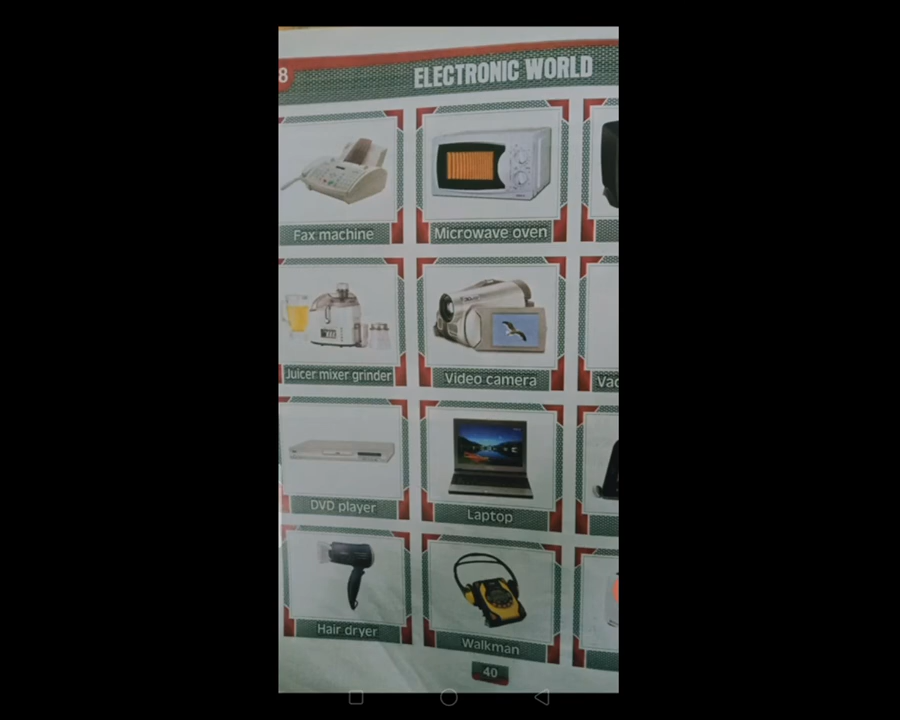 8
ELECTRONIC WORLD
Fax machine
Microwave oven
Juicer mixer grinder
Video camera
Vac
DVD player
Laptop
Hair dryer
Walkman
40